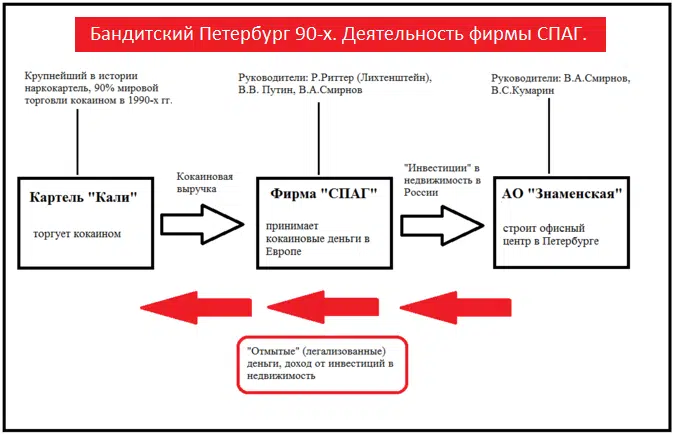 Бандитский Петербург 90-х. Деятельность фирмы СПАГ.
Крупнейший в истории
наркокартель, 90% мировой
торговли кокаином в 1990-х гг.
Руководители: Р.Риттер (Лихтенштейн),
В.В. Путин, В.А.Смирнов
Руководители: В.А.Смирнов,
В.С.Кумарин
Картель "Кали"
торгует кокаином
Кокаиновая
выручка
Фирма "СПАГ"
принимает
кокаиновые деньги в
Европе
"Инвестиции" в
недвижимость в
России
АО "Знаменская"
строит офисный
центр в Петербурге
"Отмытые" (легализованные)
деньги, доход от инвестиций в
недвижимость